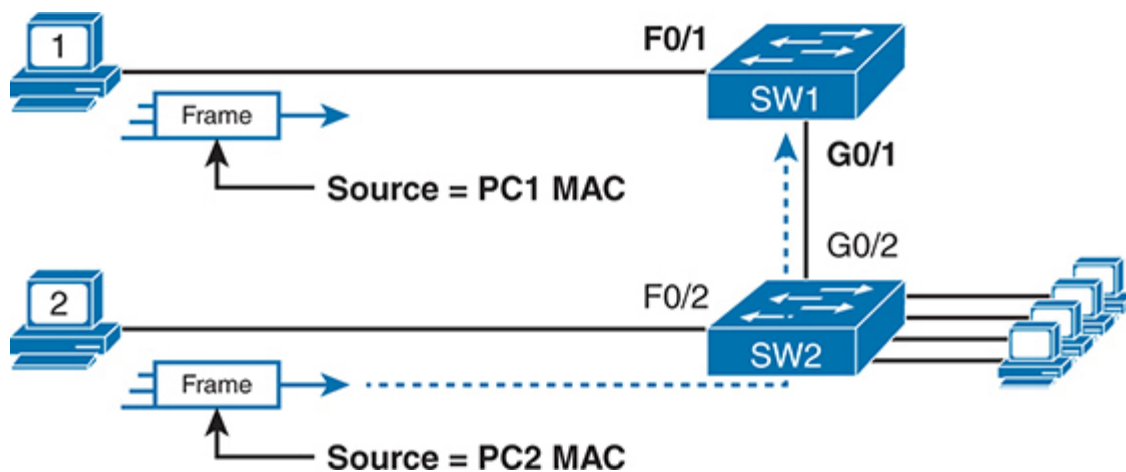 1
F0/1
SW1
Frame
G0/1
Source = PC1 MAC
G0/2
2
F0/2
SW2
Frame
Source = PC2 MAC